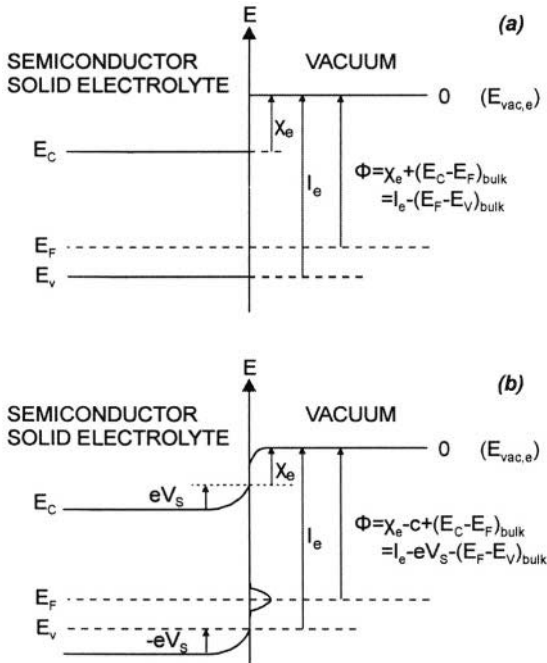 E
(a)
SEMICONDUCTOR
SOLID ELECTROLYTE
VACUUM
0 (E_vac,e)
χ_e
E_C
I_e
Φ=χ_e+(E_C-E_F)_bulk
=I_e-(E_F-E_V)_bulk
E_F
E_v
E
(b)
SEMICONDUCTOR
SOLID ELECTROLYTE
VACUUM
0 (E_vac,e)
χ_e
eV_S
E_C
I_e
Φ=χ_e-c+(E_C-E_F)_bulk
=I_e-eV_S-(E_F-E_V)_bulk
E_F
E_v
-eV_S